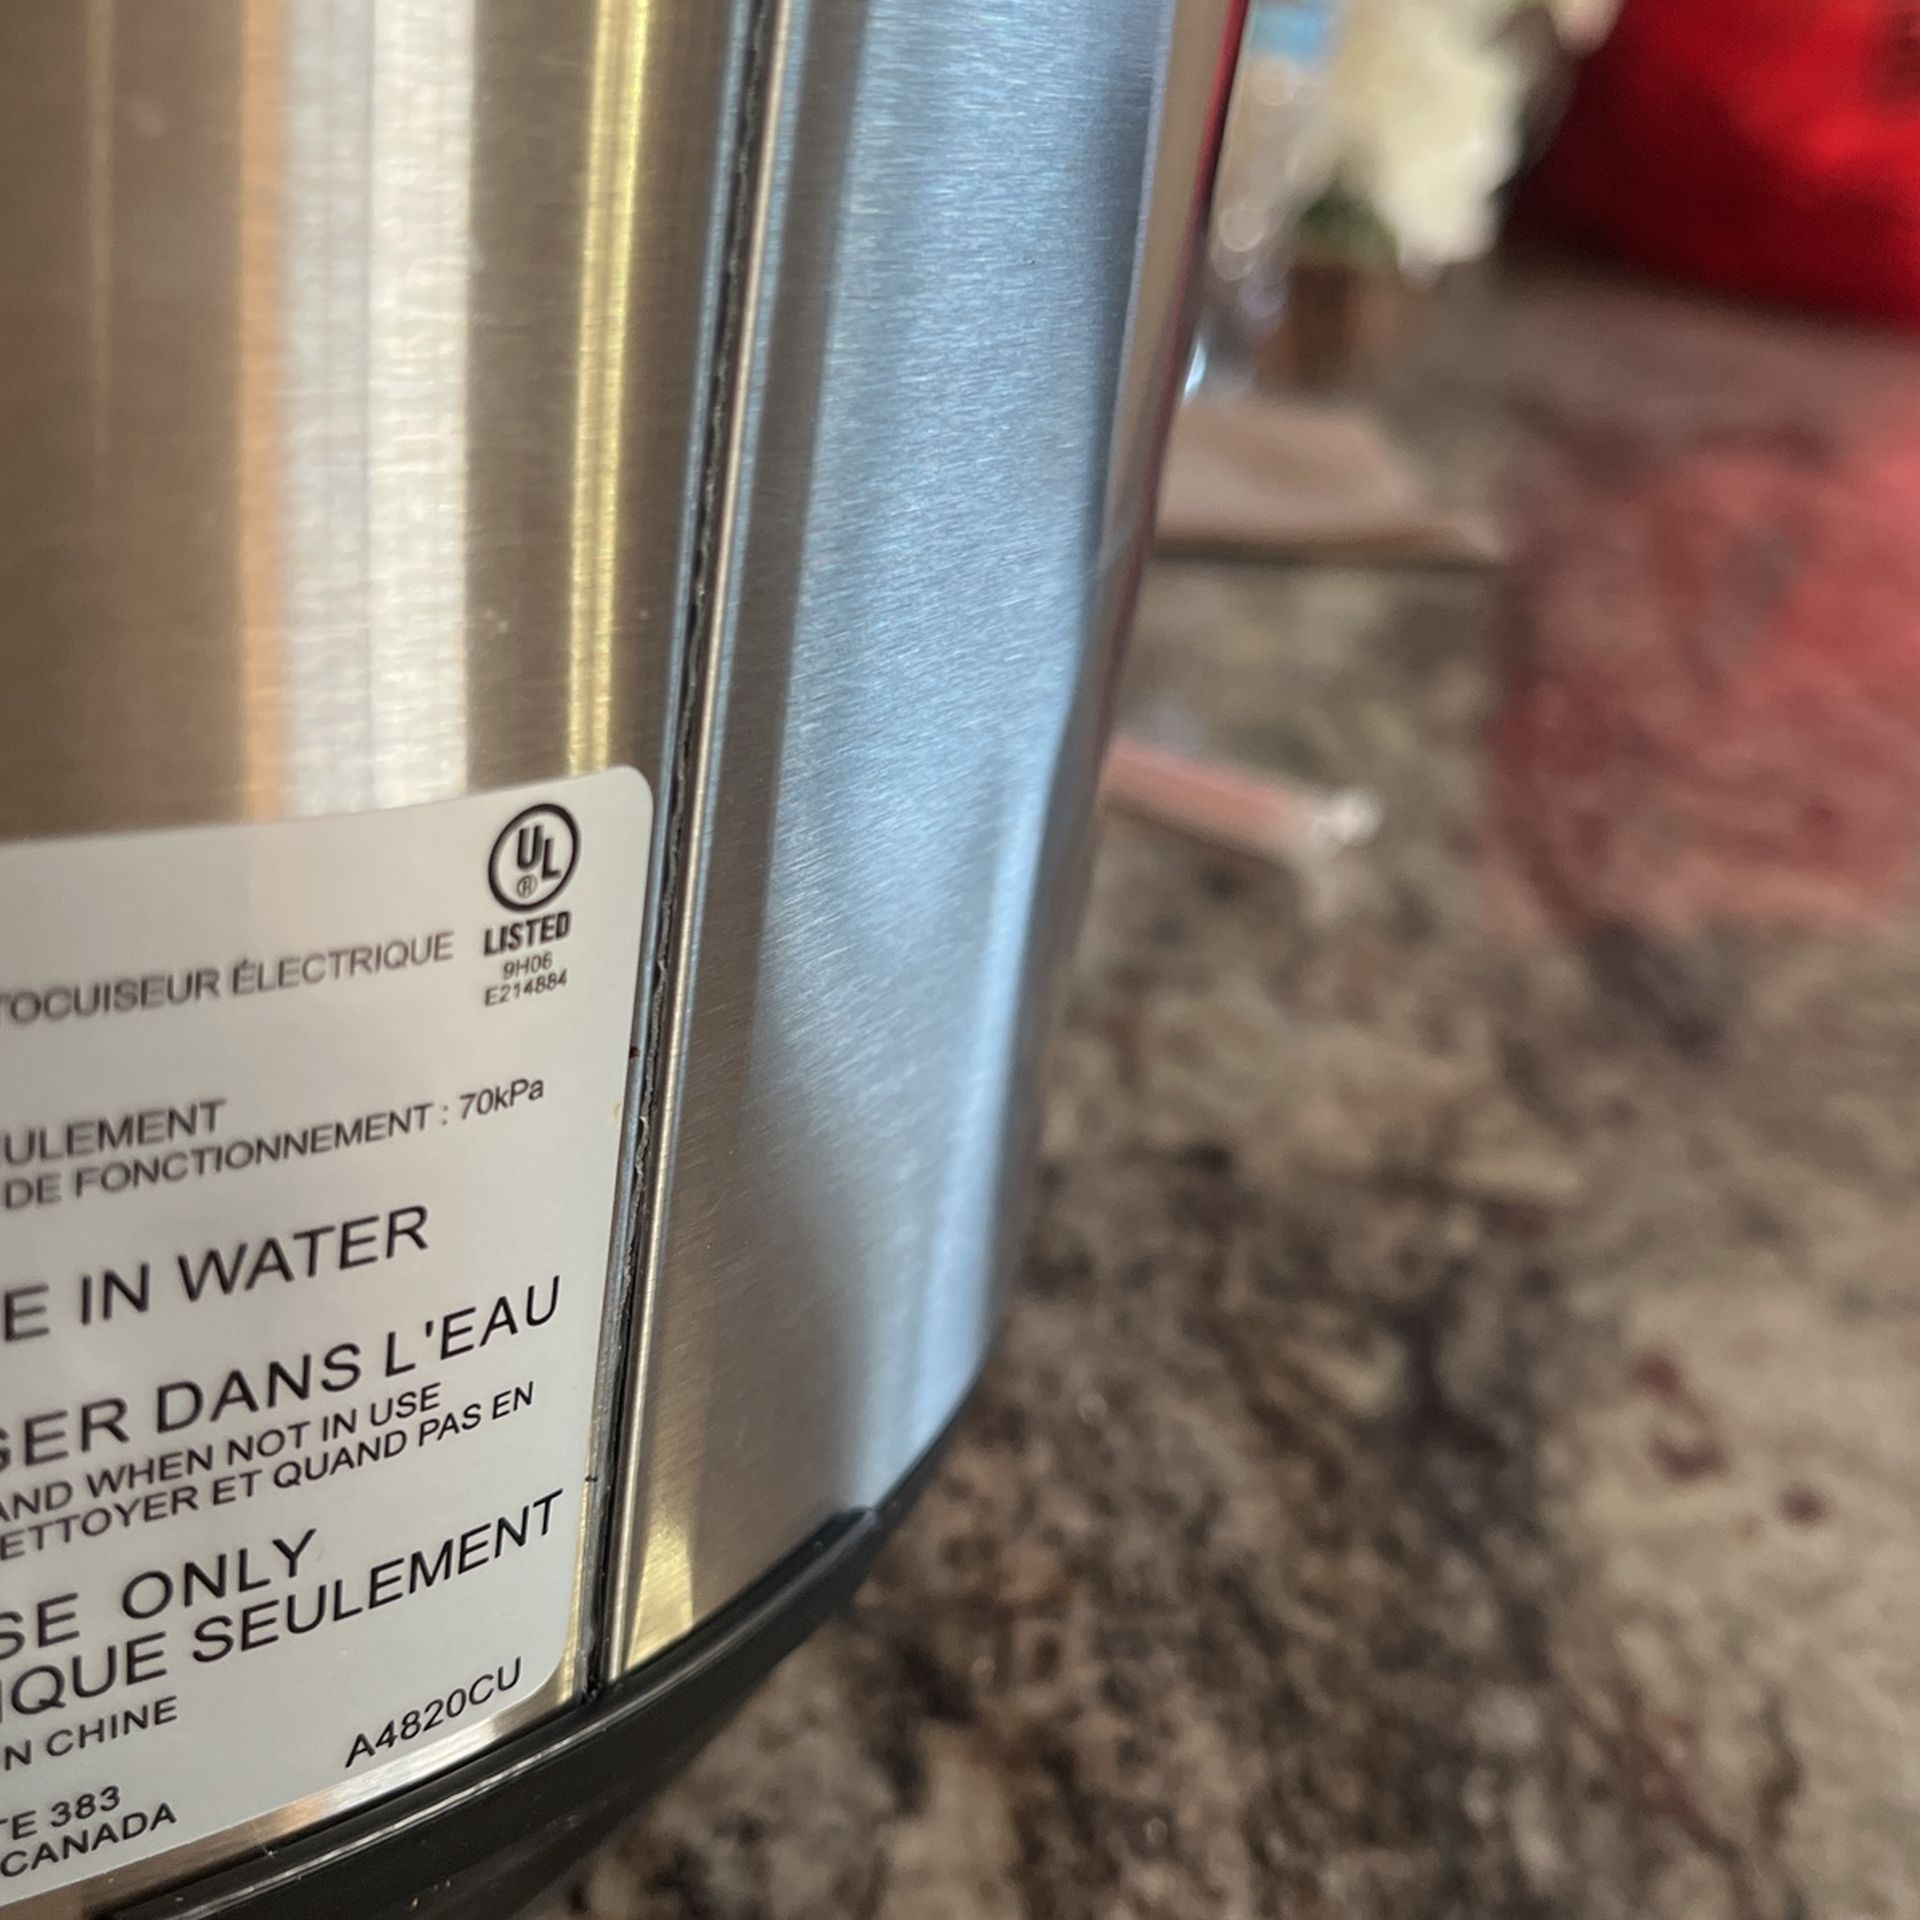 UL
®
LISTED
9H06
E214884
TOCUISEUR ÉLECTRIQUE
ULEMENT
DE FONCTIONNEMENT : 70kPa
E IN WATER
GER DANS L'EAU
AND WHEN NOT IN USE
ETTOYER ET QUAND PAS EN
SE ONLY
IQUE SEULEMENT
N CHINE
A4820CU
TE 383
CANADA